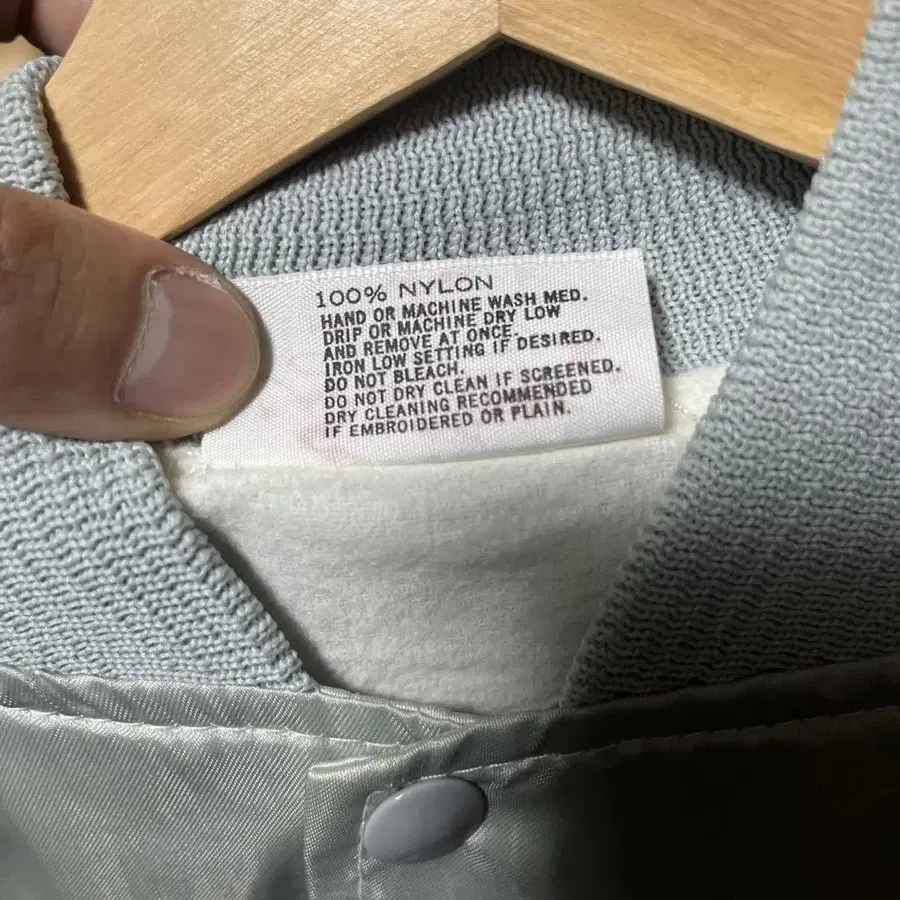 100% NYLON
HAND OR MACHINE WASH MED.
DRIP OR MACHINE DRY LOW
AND REMOVE AT ONCE.
IRON LOW SETTING IF DESIRED.
DO NOT BLEACH.
DO NOT DRY CLEAN IF SCREENED.
DRY CLEANING RECOMMENDED
IF EMBROIDERED OR PLAIN.